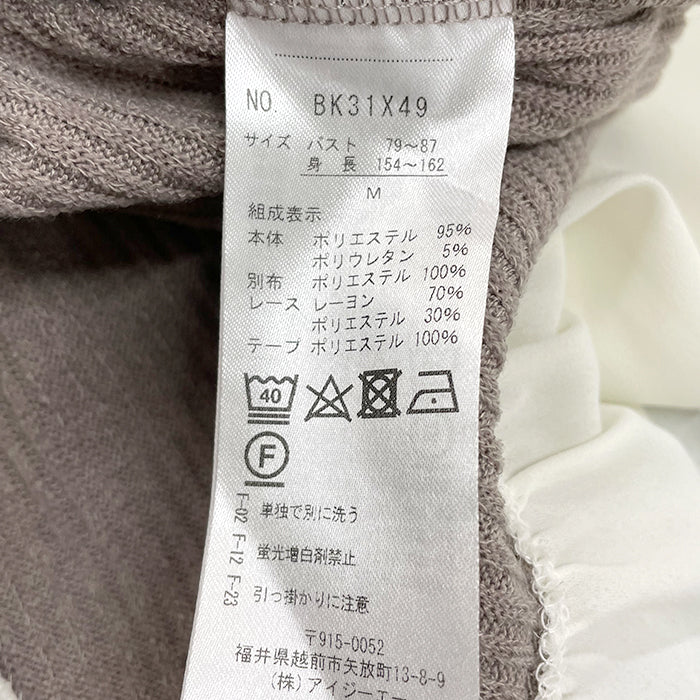 NO. BK31X49
サイズ バスト 79〜87
身長 154〜162
M
組成表示
本体 ポリエステル 95%
ポリウレタン 5%
別布 ポリエステル 100%
レース レーヨン 70%
ポリエステル 30%
テープ ポリエステル 100%
40
F
F-02 F-12 F-23
単独で別に洗う
蛍光増白剤禁止
引っ掛かりに注意
〒915-0052
福井県越前市矢放町13-8-9
(株)アイジーエー